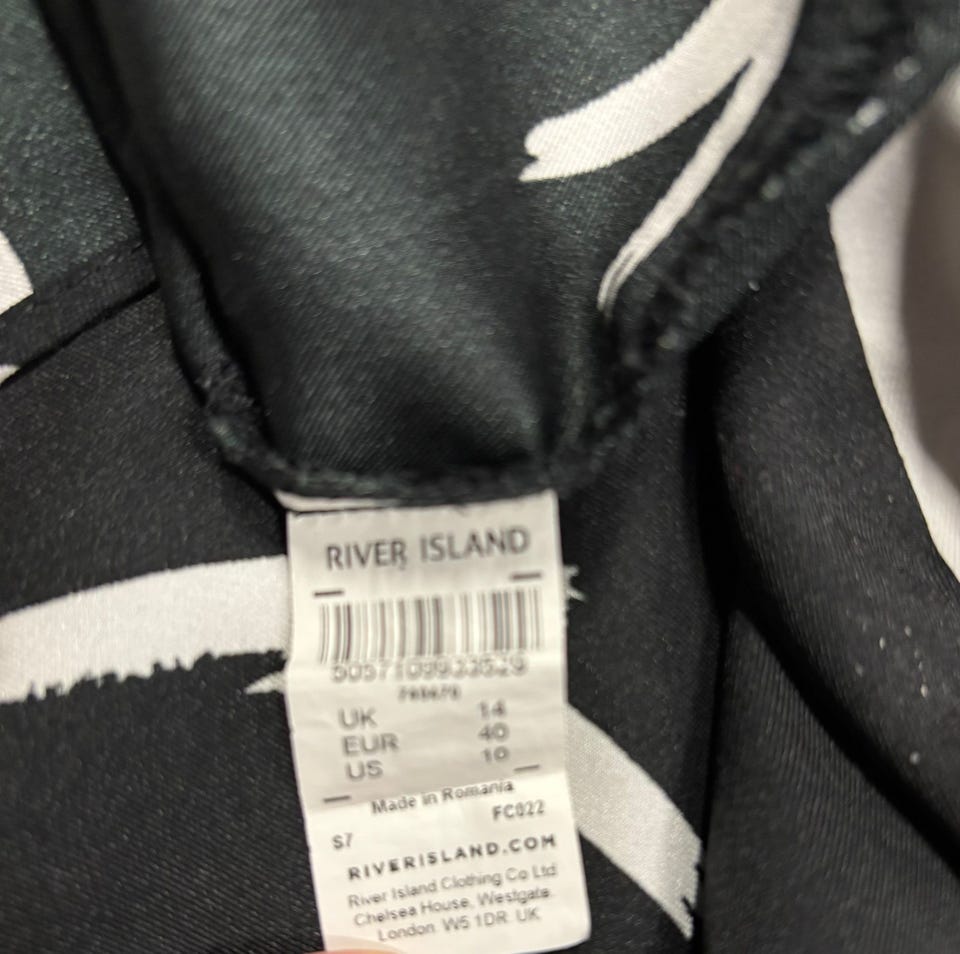 RIVER ISLAND
UK 14
EUR 40
US 10
Made in Romania
FC022
S7
RIVERISLAND.COM
River Island Clothing Co Ltd
Chelsea House, Westgate
London W5 1DR UK